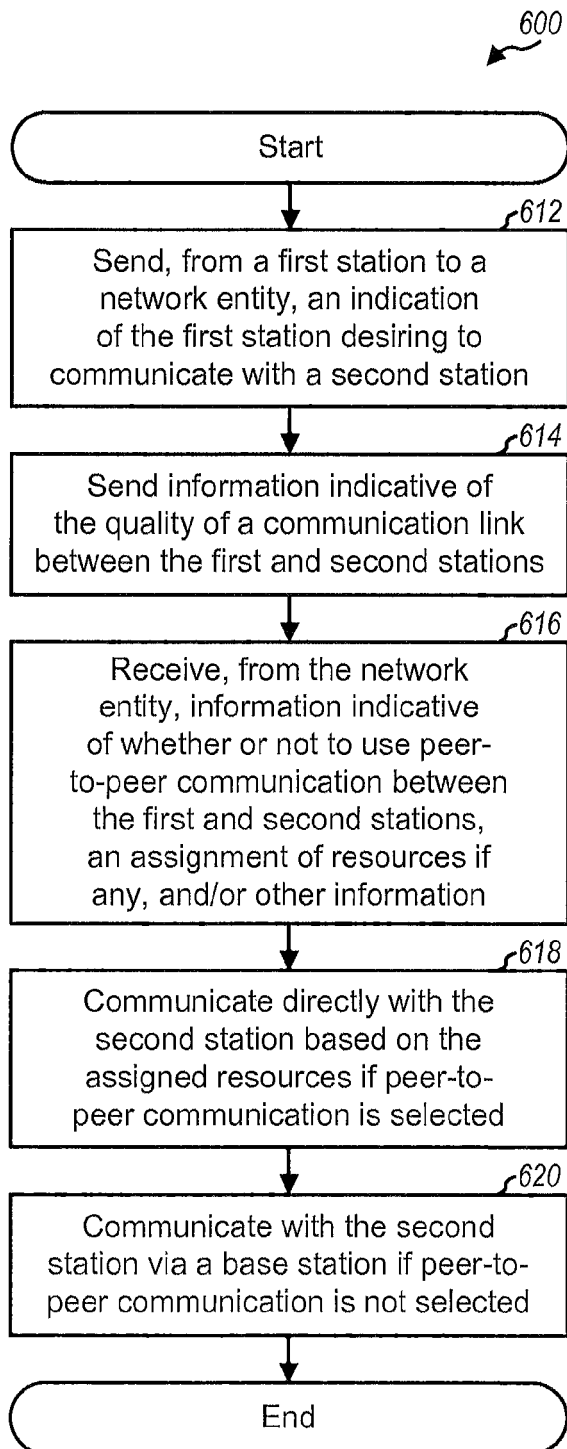 600
Start
612
Send, from a first station to a
network entity, an indication
of the first station desiring to
communicate with a second station
614
Send information indicative of
the quality of a communication link
between the first and second stations
616
Receive, from the network
entity, information indicative
of whether or not to use peer-
to-peer communication between
the first and second stations,
an assignment of resources if
any, and/or other information
618
Communicate directly with the
second station based on the
assigned resources if peer-to-
peer communication is selected
620
Communicate with the second
station via a base station if peer-to-
peer communication is not selected
End